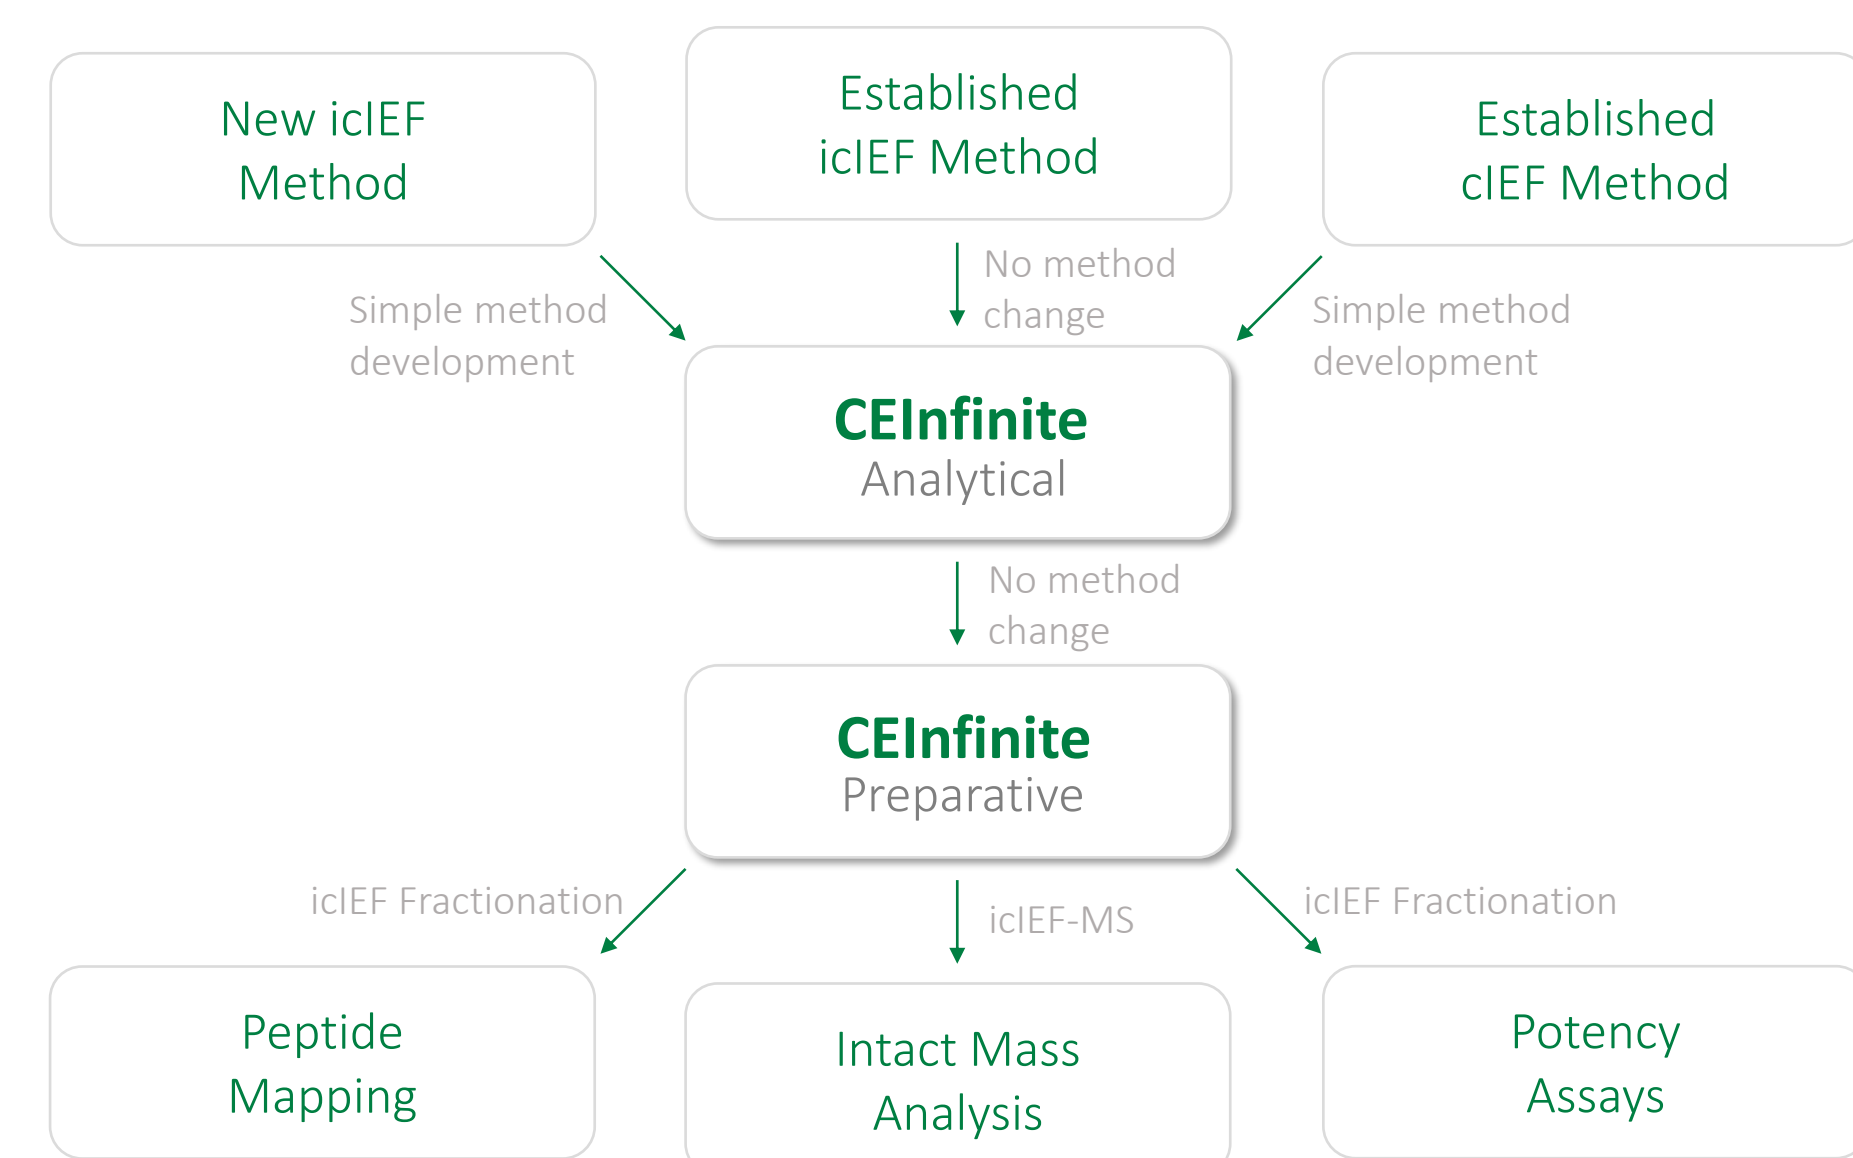 New icIEF
Method
Established
icIEF Method
Established
cIEF Method
Simple method
development
No method
change
Simple method
development
CEInfinite
Analytical
No method
change
CEInfinite
Preparative
icIEF Fractionation
icIEF-MS
icIEF Fractionation
Peptide
Mapping
Intact Mass
Analysis
Potency
Assays